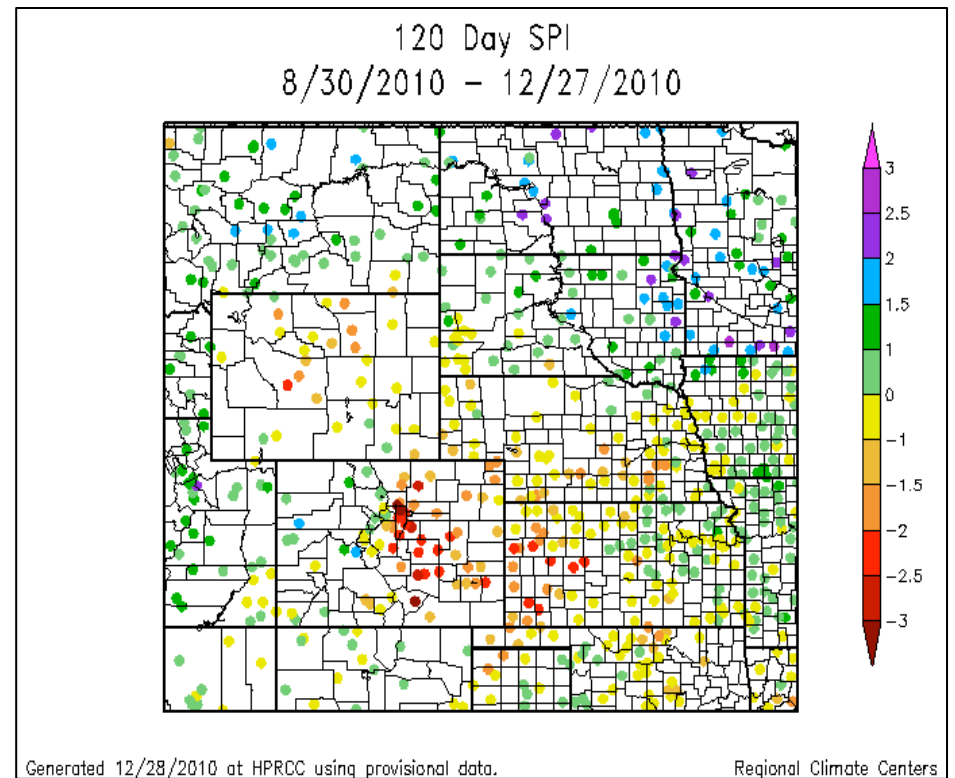 120 Day SPI
8/30/2010 – 12/27/2010
3
2.5
2
1.5
1
0
−1
−1.5
−2
−2.5
−3
Generated 12/28/2010 at HPRCC using provisional data.
Regional Climate Centers